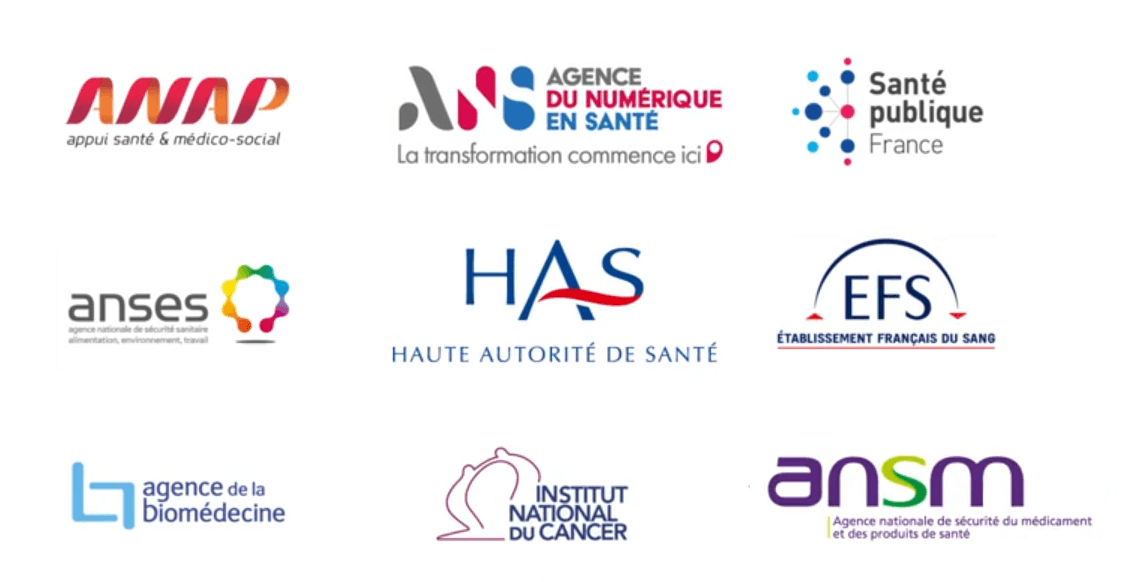 ANAP
appui santé & médico-social
ANS
AGENCE
DU NUMÉRIQUE
EN SANTÉ
La transformation commence ici
Santé
publique
France
anses
agence nationale de sécurité sanitaire
alimentation, environnement, travail
HAS
HAUTE AUTORITÉ DE SANTÉ
EFS
ÉTABLISSEMENT FRANÇAIS DU SANG
agence de la
biomédecine
INSTITUT
NATIONAL
DU CANCER
ansm
Agence nationale de sécurité du médicament
et des produits de santé